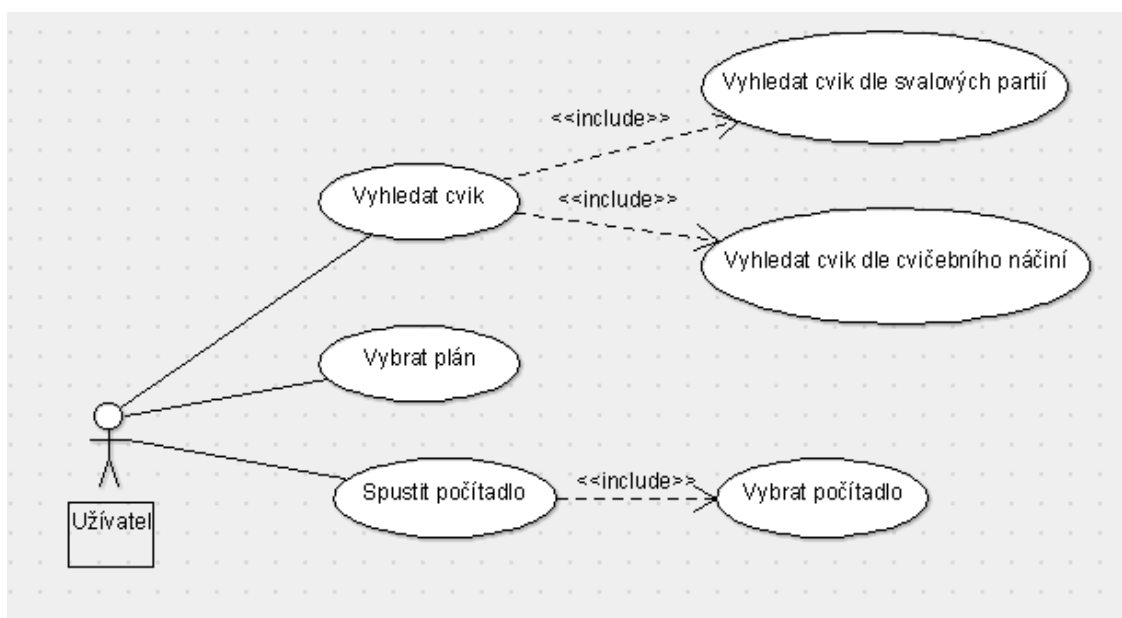 Vyhledat cvik dle svalových partií
<<include>>
Vyhledat cvik
<<include>>
Vyhledat cvik dle cvičebního náčiní
Vybrat plán
Spustit počítadlo
<<include>>
Vybrat počítadlo
Užívatel